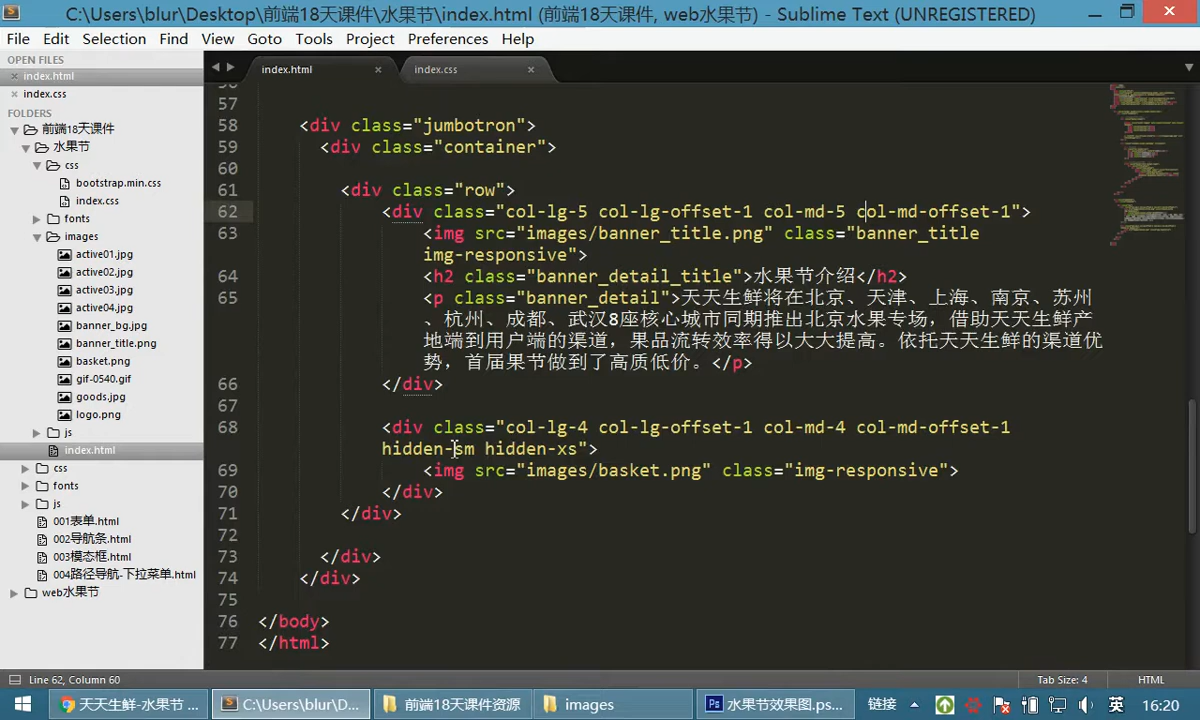 C:\Users\blur\Desktop\前端18天课件\水果节\index.html (前端18天课件, web水果节) - Sublime Text (UNREGISTERED)
File Edit Selection Find View Goto Tools Project Preferences Help
OPEN FILES
index.html
index.css
FOLDERS
前端18天课件
水果节
css
bootstrap.min.css
index.css
fonts
images
active01.jpg
active02.jpg
active03.jpg
active04.jpg
banner_bg.jpg
banner_title.png
basket.png
gif-0540.gif
goods.jpg
logo.png
js
index.html
css
fonts
js
001表单.html
002导航条.html
003模态框.html
004路径导航-下拉菜单.html
web水果节
index.html
index.css
57
58 <div class="jumbotron">
59 <div class="container">
60
61 <div class="row">
62 <div class="col-lg-5 col-lg-offset-1 col-md-5 col-md-offset-1">
63 <img src="images/banner_title.png" class="banner_title
img-responsive">
64 <h2 class="banner_detail_title">水果节介绍</h2>
65 <p class="banner_detail">天天生鲜将在北京、天津、上海、南京、苏州
、杭州、成都、武汉8座核心城市同期推出北京水果专场，借助天天生鲜产
地端到用户端的渠道，果品流转效率得以大大提高。依托天天生鲜的渠道优
势，首届果节做到了高质低价。</p>
66 </div>
67
68 <div class="col-lg-4 col-lg-offset-1 col-md-4 col-md-offset-1
hidden-sm hidden-xs">
69 <img src="images/basket.png" class="img-responsive">
70 </div>
71 </div>
72
73 </div>
74 </div>
75
76 </body>
77 </html>
Line 62, Column 60
Tab Size: 4
HTML
天天生鲜-水果节 ...
C:\Users\blur\D...
前端18天课件资源
images
Ps 水果节效果图.ps...
链接
英
16:20